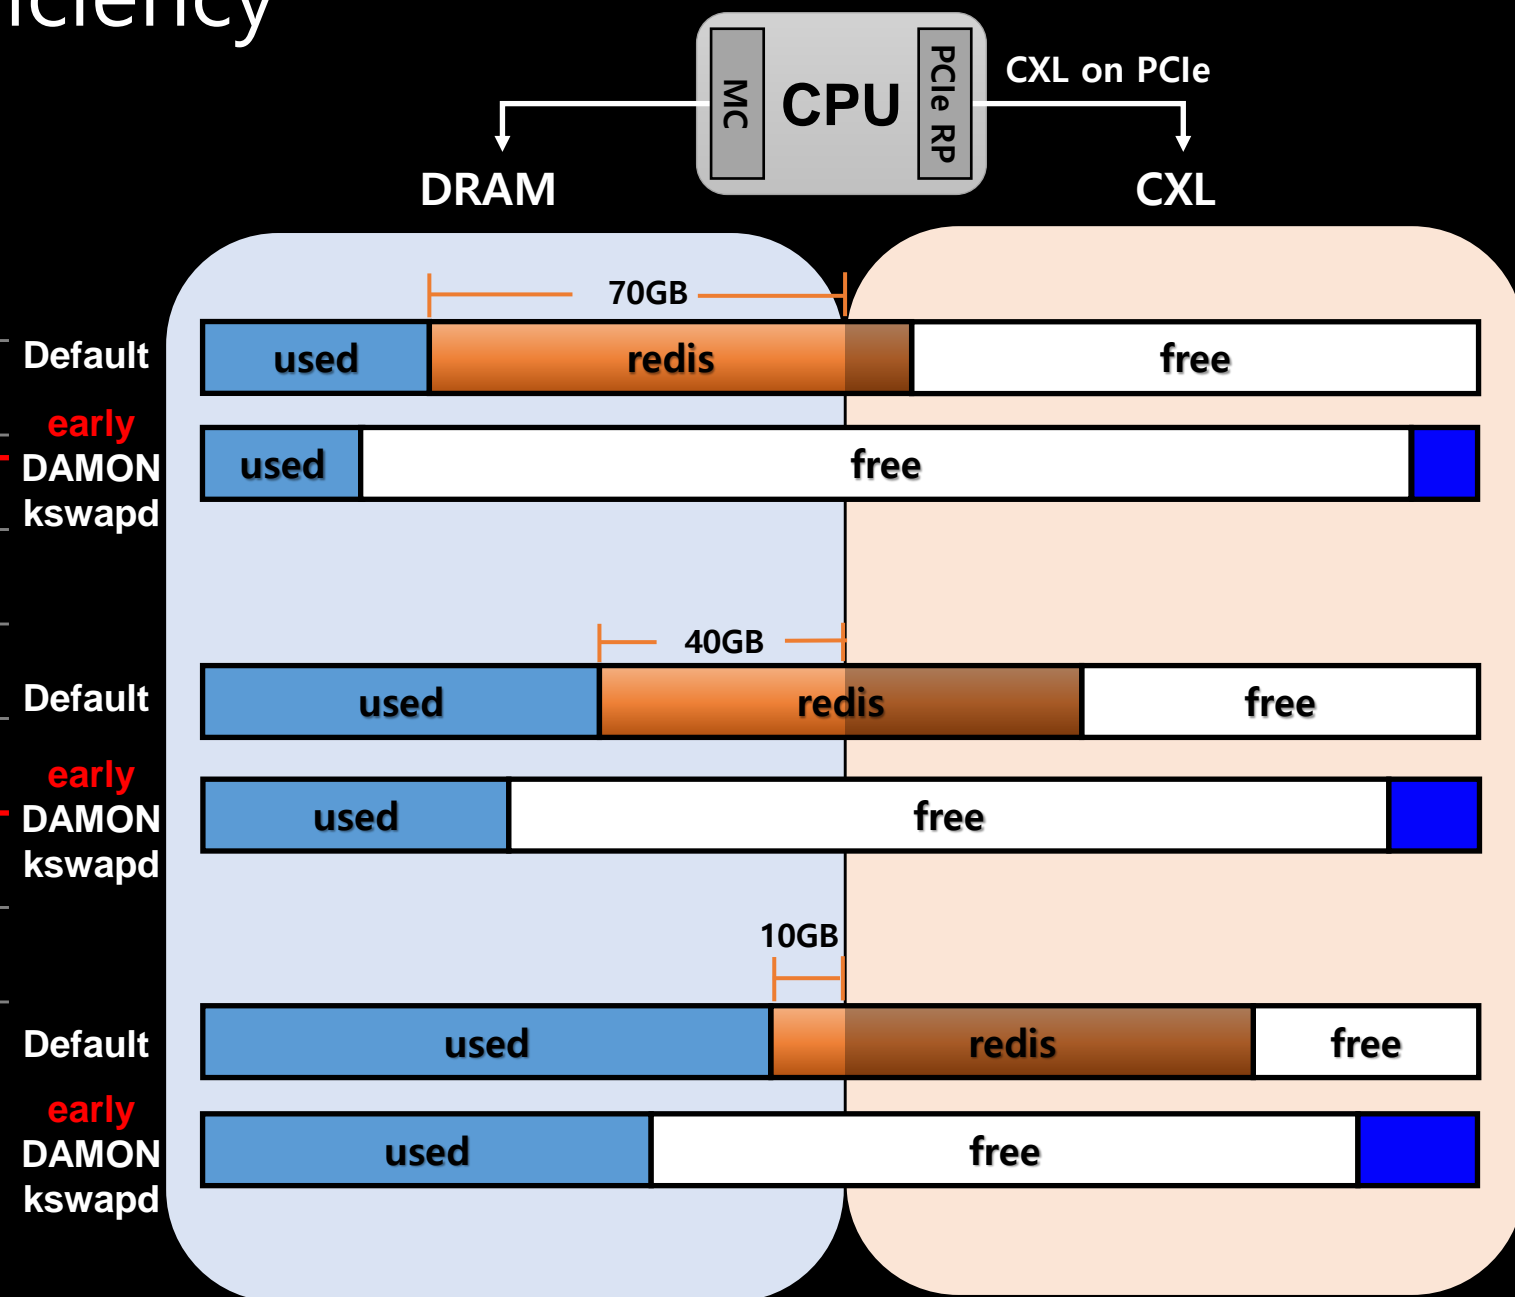 iciency
MC
CPU
PCIe RP
CXL on PCIe
DRAM
CXL
70GB
Default
used
redis
free
early
DAMON
kswapd
used
free
40GB
Default
used
redis
free
early
DAMON
kswapd
used
free
10GB
Default
used
redis
free
early
DAMON
kswapd
used
free